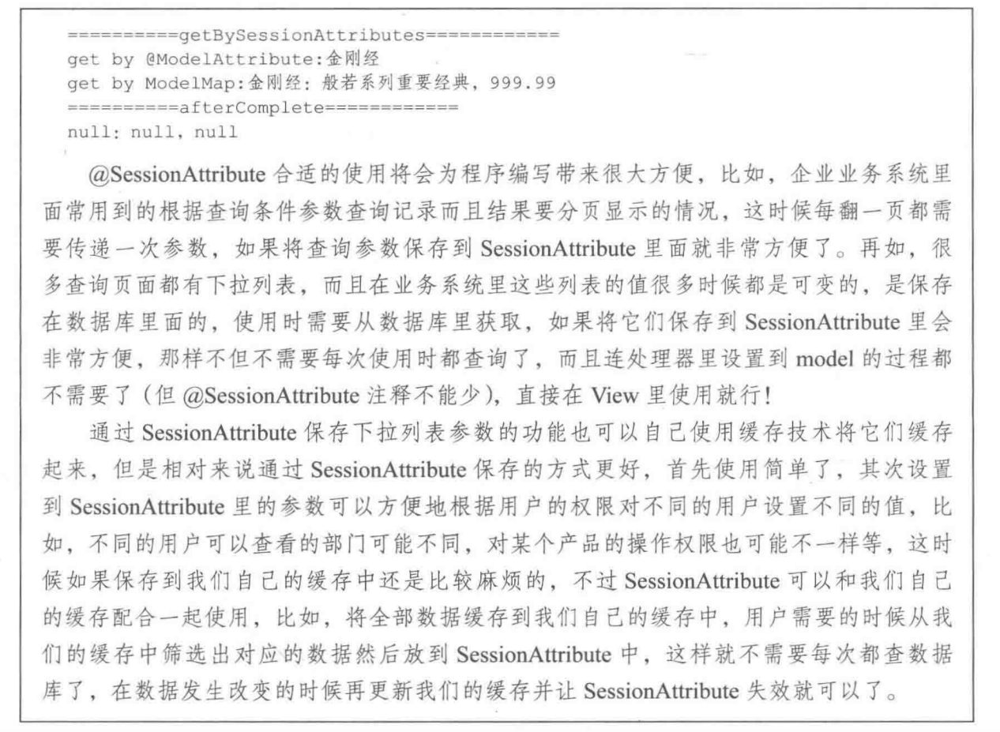 ==========getBySessionAttributes============
get by @ModelAttribute:金刚经
get by ModelMap:金刚经: 般若系列重要经典, 999.99
==========afterComplete============
null: null, null
@SessionAttribute 合适的使用将会为程序编写带来很大方便，比如，企业业务系统里
面常用到的根据查询条件参数查询记录而且结果要分页显示的情况，这时候每翻一页都需
要传递一次参数，如果将查询参数保存到 SessionAttribute 里面就非常方便了。再如，很
多查询页面都有下拉列表，而且在业务系统里这些列表的值很多时候都是可变的，是保存
在数据库里面的，使用时需要从数据库里获取，如果将它们保存到 SessionAttribute 里会
非常方便，那样不但不需要每次使用时都查询了，而且连处理器里设置到 model 的过程都
不需要了（但 @SessionAttribute 注释不能少），直接在 View 里使用就行！
通过 SessionAttribute 保存下拉列表参数的功能也可以自己使用缓存技术将它们缓存
起来，但是相对来说通过 SessionAttribute 保存的方式更好，首先使用简单了，其次设置
到 SessionAttribute 里的参数可以方便地根据用户的权限对不同的用户设置不同的值，比
如，不同的用户可以查看的部门可能不同，对某个产品的操作权限也可能不一样等，这时
候如果保存到我们自己的缓存中还是比较麻烦的，不过 SessionAttribute 可以和我们自己
的缓存配合一起使用，比如，将全部数据缓存到我们自己的缓存中，用户需要的时候从我
们的缓存中筛选出对应的数据然后放到 SessionAttribute 中，这样就不需要每次都查数据
库了，在数据发生改变的时候再更新我们的缓存并让 SessionAttribute 失效就可以了。